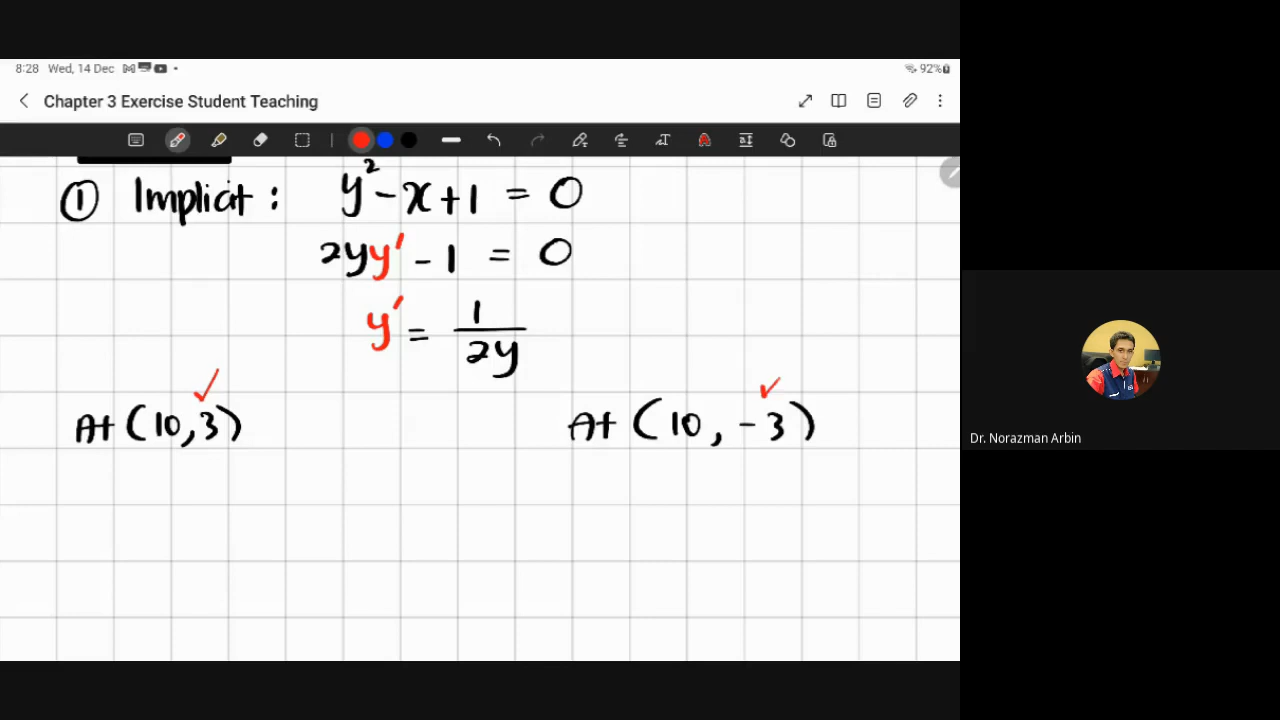 8:28 Wed, 14 Dec 92%
Chapter 3 Exercise Student Teaching
① Implicit : y² - x + 1 = 0
2yy' - 1 = 0
y' = 1/2y
At (10, 3) At (10, -3)
Dr. Norazman Arbin